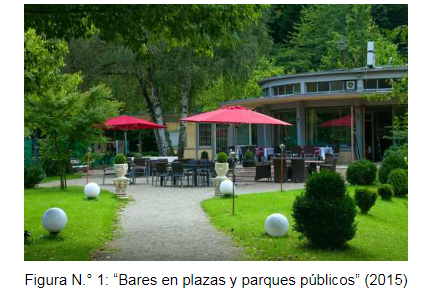 Figura N.° 1: “Bares en plazas y parques públicos” (2015)